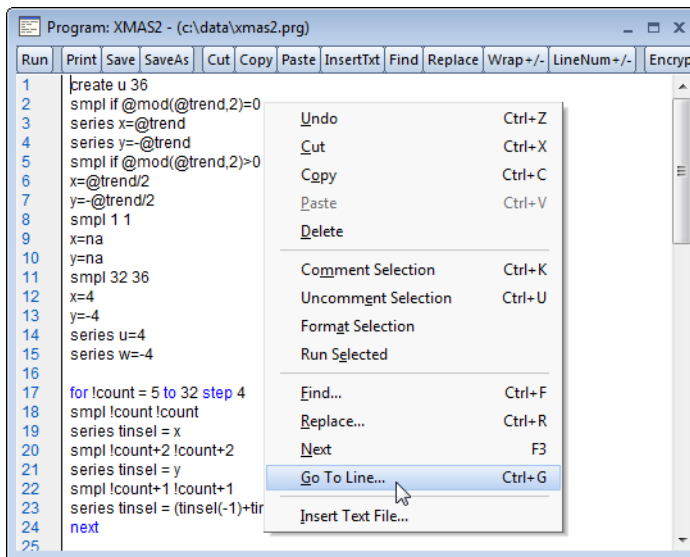 Program: XMAS2 - (c:\data\xmas2.prg)
Run Print Save SaveAs Cut Copy Paste InsertTxt Find Replace Wrap+/- LineNum+/- Encryp
1 create u 36
2 smpl if @mod(@trend,2)=0
3 series x=@trend
4 series y=-@trend
5 smpl if @mod(@trend,2)>0
6 x=@trend/2
7 y=-@trend/2
8 smpl 1 1
9 x=na
10 y=na
11 smpl 32 36
12 x=4
13 y=-4
14 series u=4
15 series w=-4
16
17 for !count = 5 to 32 step 4
18 smpl !count !count
19 series tinsel = x
20 smpl !count+2 !count+2
21 series tinsel = y
22 smpl !count+1 !count+1
23 series tinsel = (tinsel(-1)+tin
24 next
25
Undo Ctrl+Z
Cut Ctrl+X
Copy Ctrl+C
Paste Ctrl+V
Delete
Comment Selection Ctrl+K
Uncomment Selection Ctrl+U
Format Selection
Run Selected
Find... Ctrl+F
Replace... Ctrl+R
Next F3
Go To Line... Ctrl+G
Insert Text File...